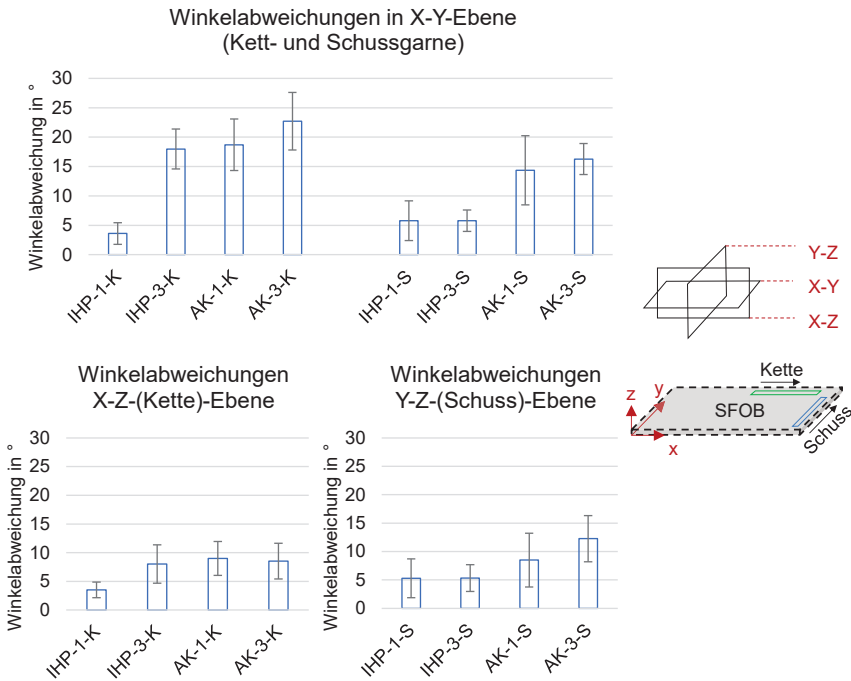 Winkelabweichungen in X-Y-Ebene
(Kett- und Schussgarne)
Winkelabweichung in °
30
25
20
15
10
5
0
IHP-1-K
IHP-3-K
AK-1-K
AK-3-K
IHP-1-S
IHP-3-S
AK-1-S
AK-3-S
Y-Z
X-Y
X-Z
Kette
z
y
SFOB
x
Schuss
Winkelabweichungen
X-Z-(Kette)-Ebene
Winkelabweichung in °
30
25
20
15
10
5
0
IHP-1-K
IHP-3-K
AK-1-K
AK-3-K
Winkelabweichungen
Y-Z-(Schuss)-Ebene
Winkelabweichung in °
30
25
20
15
10
5
0
IHP-1-S
IHP-3-S
AK-1-S
AK-3-S